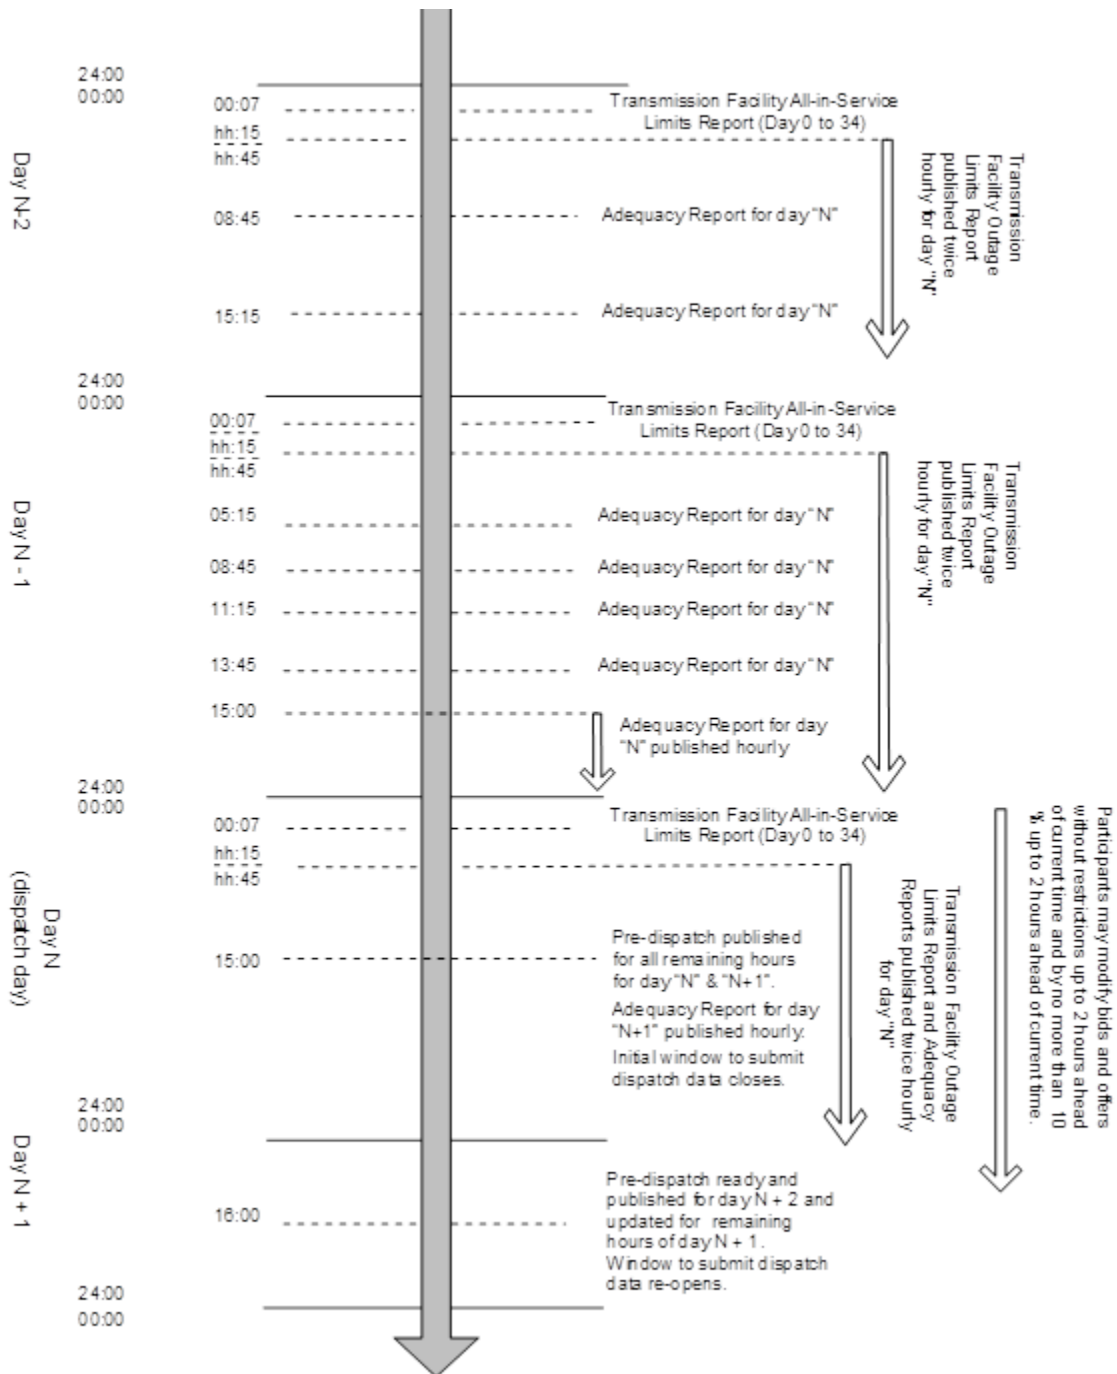 24:00
00:00
00:07
Transmission Facility All-in-Service
Limits Report (Day 0 to 34)
hh:15
hh:45
Day N-2
Transmission
Facility Outage
Limits Report
published twice
hourly for day "N"
08:45
Adequacy Report for day "N"
15:15
Adequacy Report for day "N"
24:00
00:00
00:07
Transmission Facility All-in-Service
Limits Report (Day 0 to 34)
hh:15
hh:45
Day N - 1
Transmission
Facility Outage
Limits Report
published twice
hourly for day "N"
05:15
Adequacy Report for day "N"
08:45
Adequacy Report for day "N"
11:15
Adequacy Report for day "N"
13:45
Adequacy Report for day "N"
15:00
Adequacy Report for day
"N" published hourly
24:00
00:00
00:07
Transmission Facility All-in-Service
Limits Report (Day 0 to 34)
hh:15
hh:45
Day N
(dispatch day)
Transmission Facility Outage
Limits Report and Adequacy
Reports published twice hourly
for day "N"
Participants may modify bids and offers
without restrictions up to 2 hours ahead
of current time and by no more than 10
% up to 2 hours ahead of current time.
15:00
Pre-dispatch published
for all remaining hours
for day "N" & "N+1".
Adequacy Report for day
"N+1" published hourly.
Initial window to submit
dispatch data closes.
24:00
00:00
Day N + 1
16:00
Pre-dispatch ready and
published for day N + 2 and
updated for remaining
hours of day N + 1.
Window to submit dispatch
data re-opens.
24:00
00:00